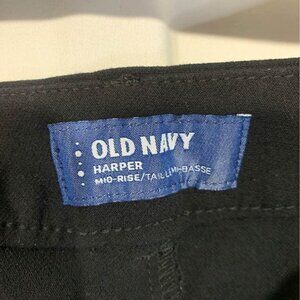 OLD NAVY
HARPER
MID-RISE/TAILLE MI-BASSE